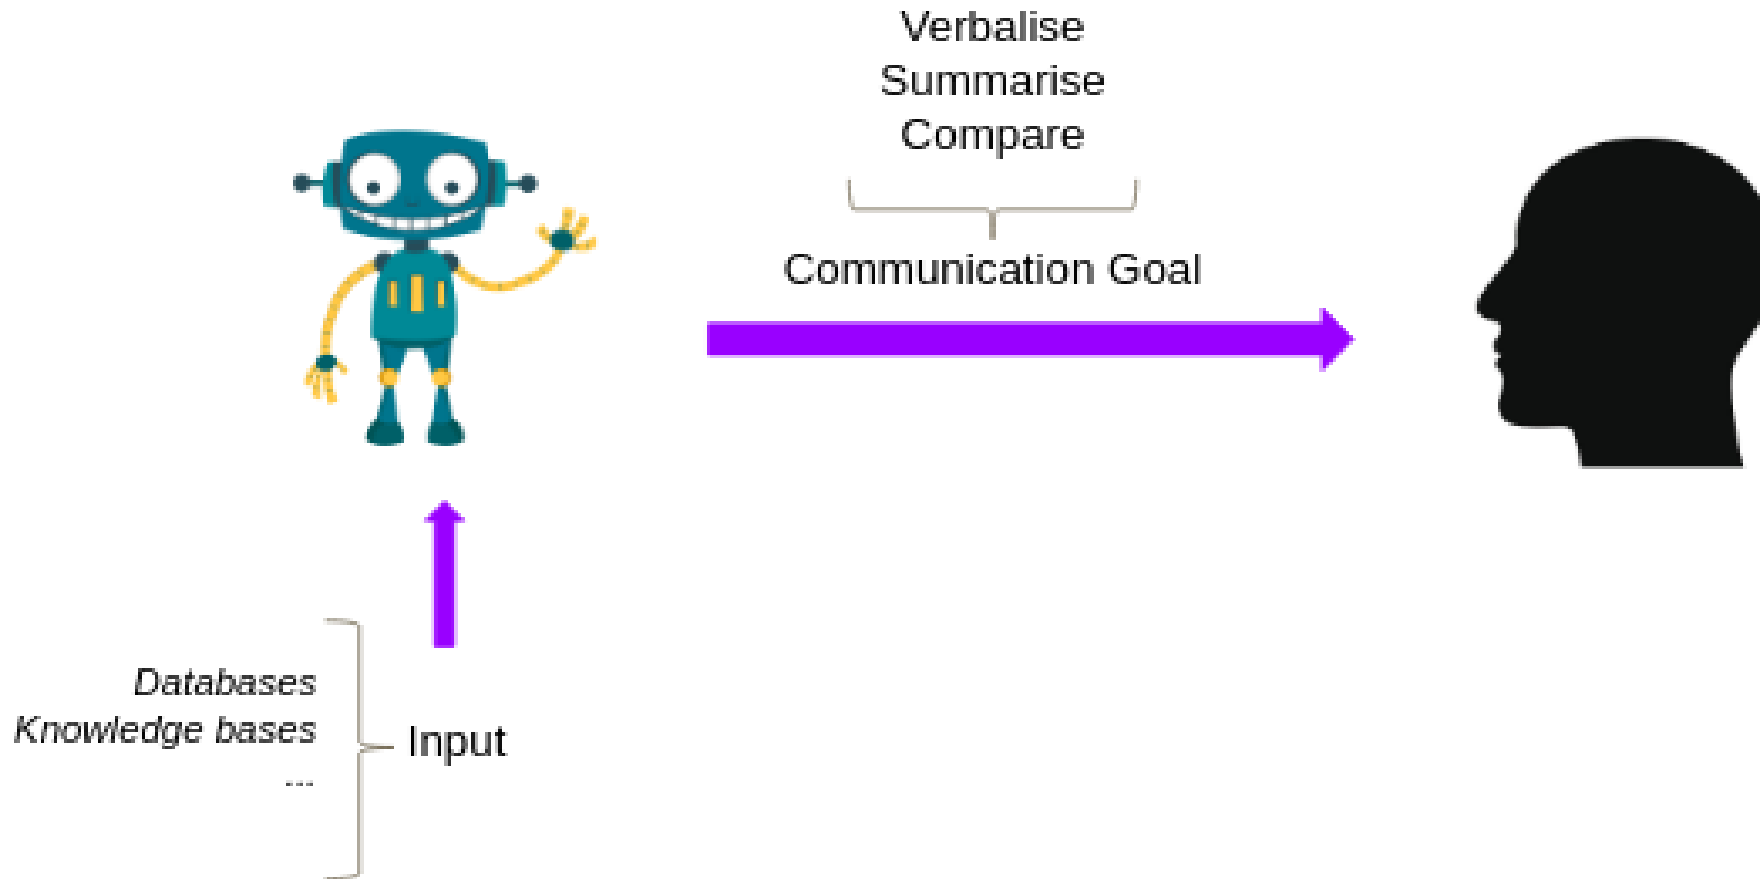 Verbalise
Summarise
Compare
Communication Goal
Databases
Knowledge bases
...
Input